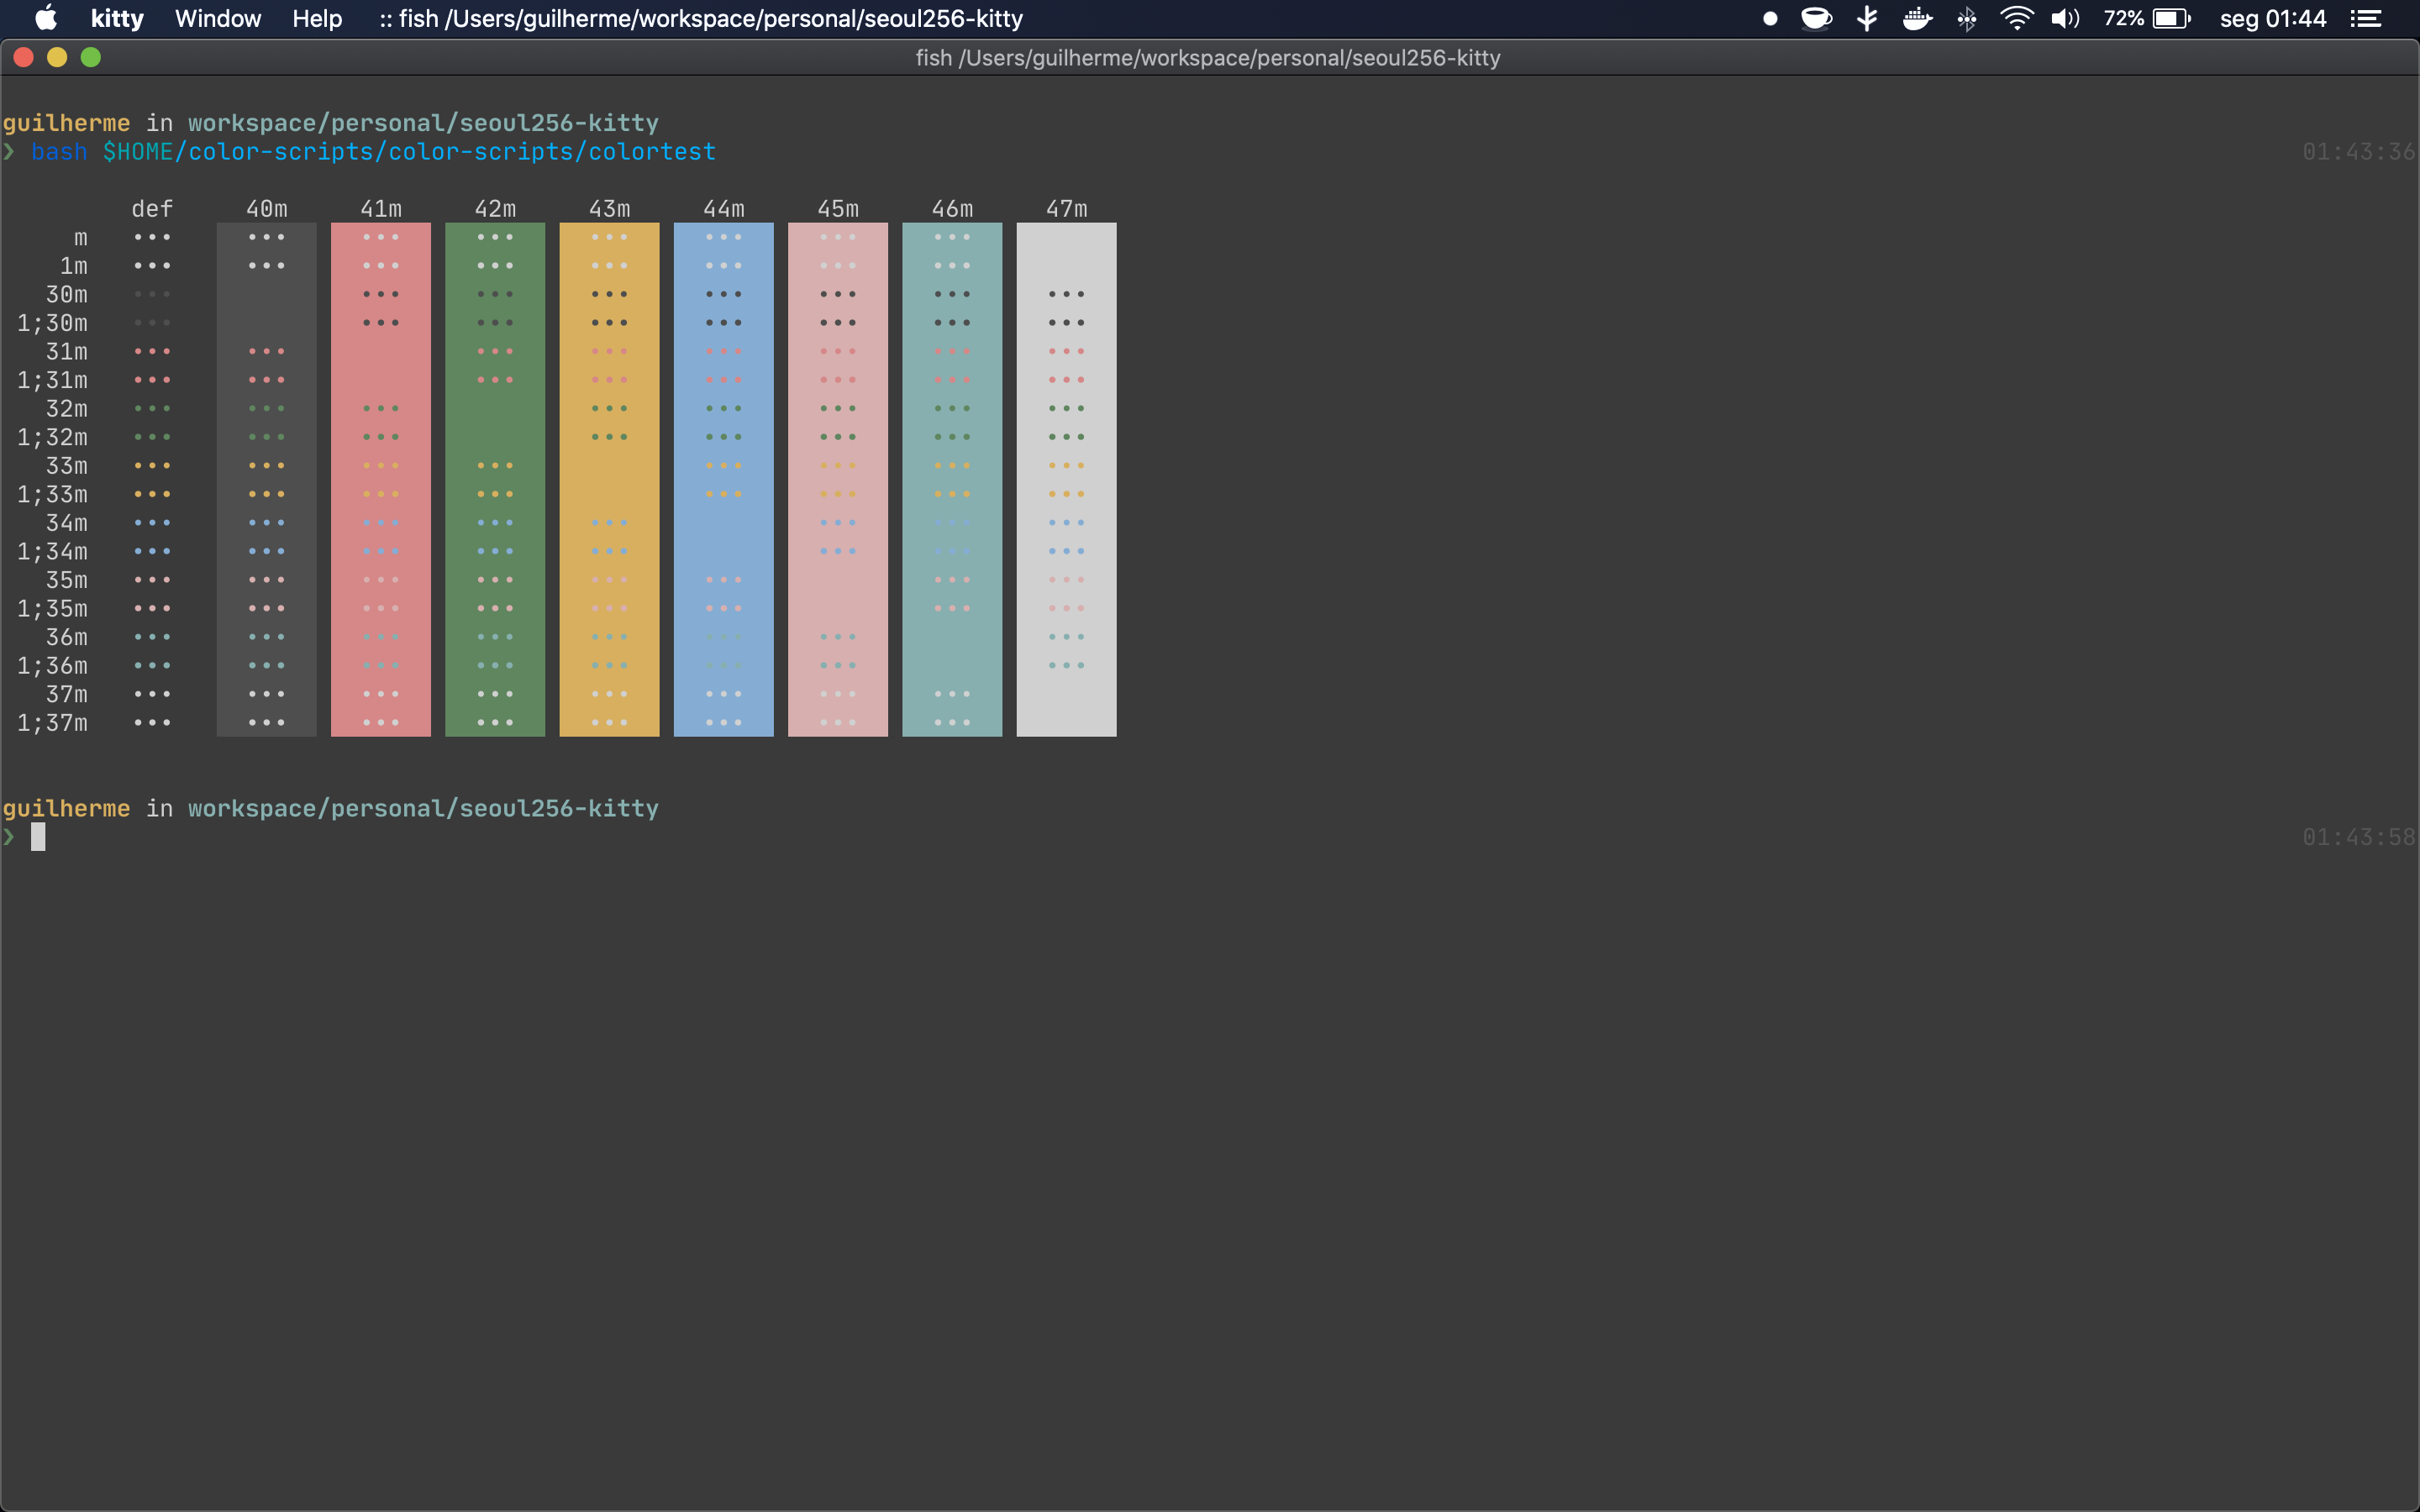 kitty Window Help :: fish /Users/guilherme/workspace/personal/seoul256-kitty 72% seg 01:44
fish /Users/guilherme/workspace/personal/seoul256-kitty
guilherme in workspace/personal/seoul256-kitty
❯ bash $HOME/color-scripts/color-scripts/colortest 01:43:36
def 40m 41m 42m 43m 44m 45m 46m 47m
m ••• ••• ••• ••• ••• ••• ••• •••
1m ••• ••• ••• ••• ••• ••• ••• •••
30m ••• ••• ••• ••• ••• ••• ••• •••
1;30m ••• ••• ••• ••• ••• ••• ••• •••
31m ••• ••• ••• ••• ••• ••• ••• •••
1;31m ••• ••• ••• ••• ••• ••• ••• •••
32m ••• ••• ••• ••• ••• ••• ••• •••
1;32m ••• ••• ••• ••• ••• ••• ••• •••
33m ••• ••• ••• ••• ••• ••• ••• •••
1;33m ••• ••• ••• ••• ••• ••• ••• •••
34m ••• ••• ••• ••• ••• ••• ••• •••
1;34m ••• ••• ••• ••• ••• ••• ••• •••
35m ••• ••• ••• ••• ••• ••• ••• •••
1;35m ••• ••• ••• ••• ••• ••• ••• •••
36m ••• ••• ••• ••• ••• ••• ••• •••
1;36m ••• ••• ••• ••• ••• ••• ••• •••
37m ••• ••• ••• ••• ••• ••• ••• •••
1;37m ••• ••• ••• ••• ••• ••• ••• •••
guilherme in workspace/personal/seoul256-kitty
❯ 01:43:58